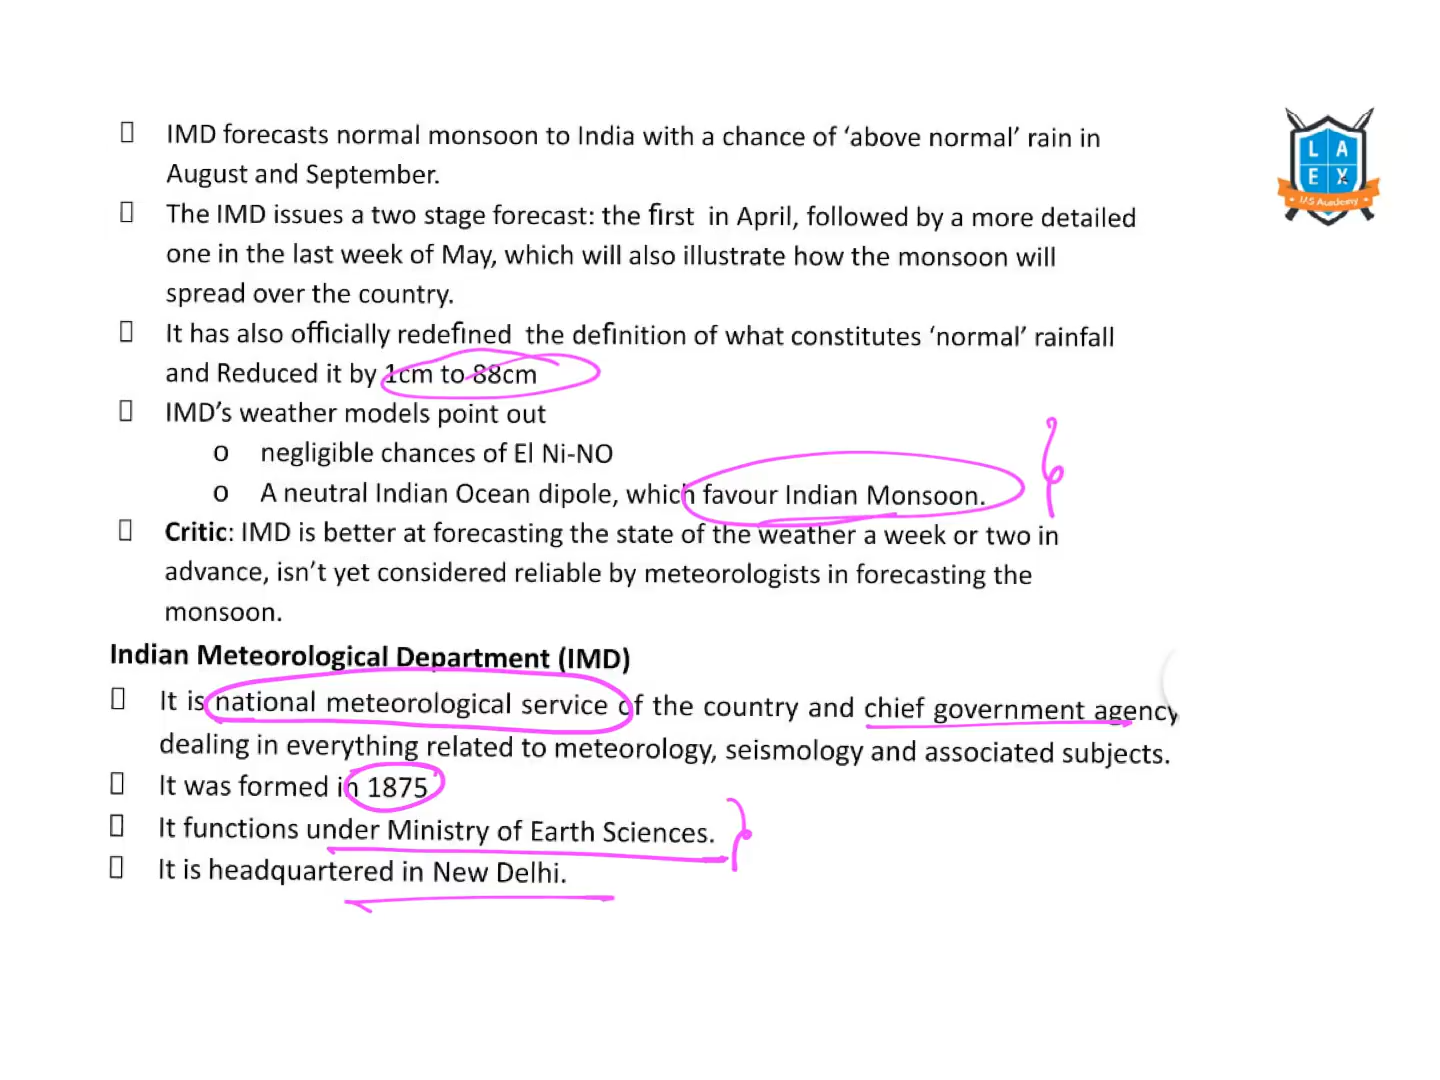 IMD forecasts normal monsoon to India with a chance of ‘above normal’ rain in
August and September.
The IMD issues a two stage forecast: the first in April, followed by a more detailed
one in the last week of May, which will also illustrate how the monsoon will
spread over the country.
It has also officially redefined the definition of what constitutes ‘normal’ rainfall
and Reduced it by 1cm to 88cm
IMD’s weather models point out
o negligible chances of El Ni-NO
o A neutral Indian Ocean dipole, which favour Indian Monsoon.
Critic: IMD is better at forecasting the state of the weather a week or two in
advance, isn’t yet considered reliable by meteorologists in forecasting the
monsoon.
Indian Meteorological Department (IMD)
It is national meteorological service of the country and chief government agency
dealing in everything related to meteorology, seismology and associated subjects.
It was formed in 1875
It functions under Ministry of Earth Sciences.
It is headquartered in New Delhi.
L A
E X
IAS Academy